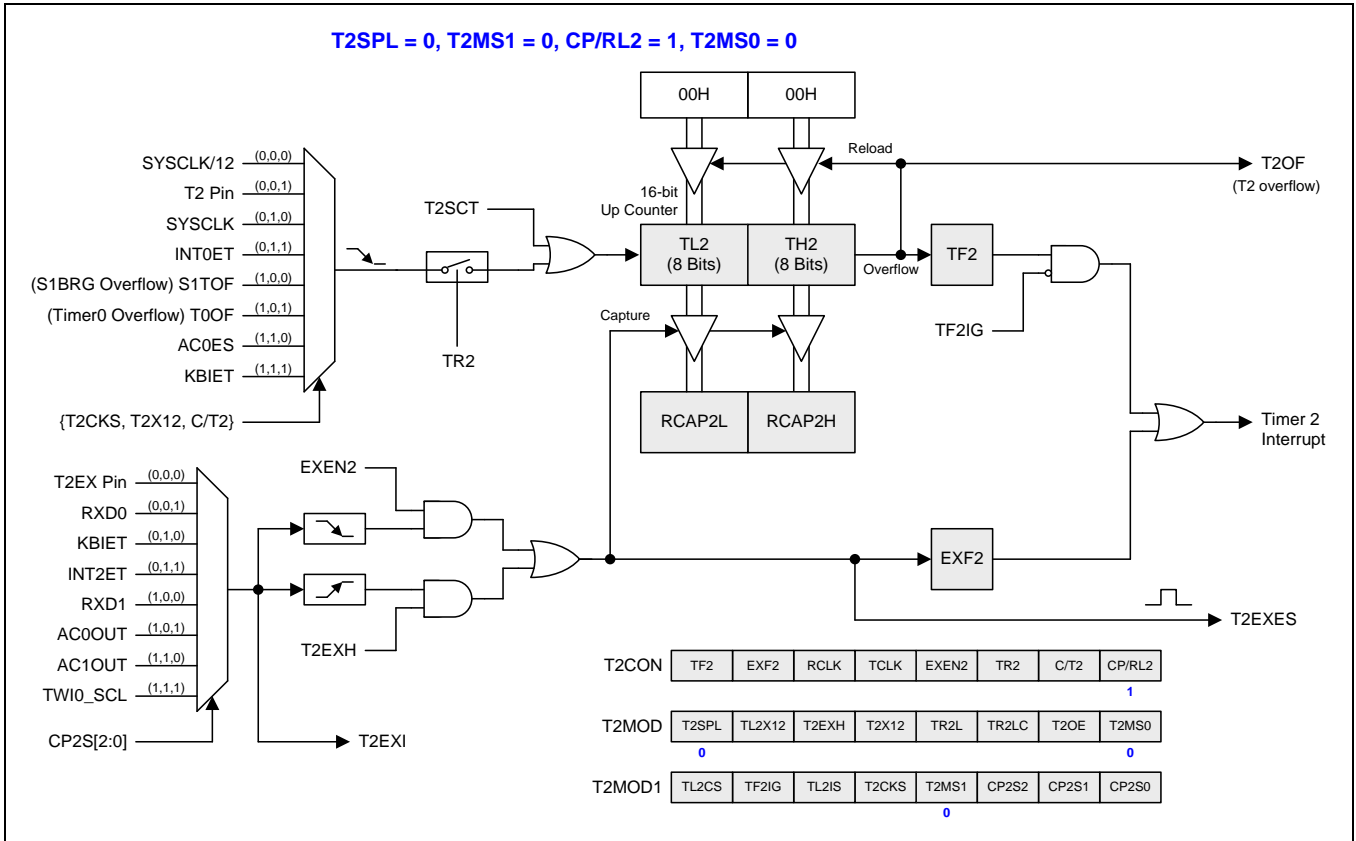 T2SPL = 0, T2MS1 = 0, CP/RL2 = 1, T2MS0 = 0
00H 00H
SYSCLK/12 (0,0,0)
T2 Pin (0,0,1)
SYSCLK (0,1,0)
INT0ET (0,1,1)
(S1BRG Overflow) S1TOF (1,0,0)
(Timer0 Overflow) T0OF (1,0,1)
AC0ES (1,1,0)
KBIET (1,1,1)
{T2CKS, T2X12, C/T2}
TR2
T2SCT
Reload
16-bit
Up Counter
TL2
(8 Bits)
TH2
(8 Bits)
Overflow
T2OF
(T2 overflow)
TF2
TF2IG
Capture
RCAP2L RCAP2H
Timer 2
Interrupt
T2EX Pin (0,0,0)
RXD0 (0,0,1)
KBIET (0,1,0)
INT2ET (0,1,1)
RXD1 (1,0,0)
AC0OUT (1,0,1)
AC1OUT (1,1,0)
TWI0_SCL (1,1,1)
CP2S[2:0]
EXEN2
T2EXH
T2EXI
EXF2
T2EXES
T2CON TF2 EXF2 RCLK TCLK EXEN2 TR2 C/T2 CP/RL2
1
T2MOD T2SPL TL2X12 T2EXH T2X12 TR2L TR2LC T2OE T2MS0
0 0
T2MOD1 TL2CS TF2IG TL2IS T2CKS T2MS1 CP2S2 CP2S1 CP2S0
0